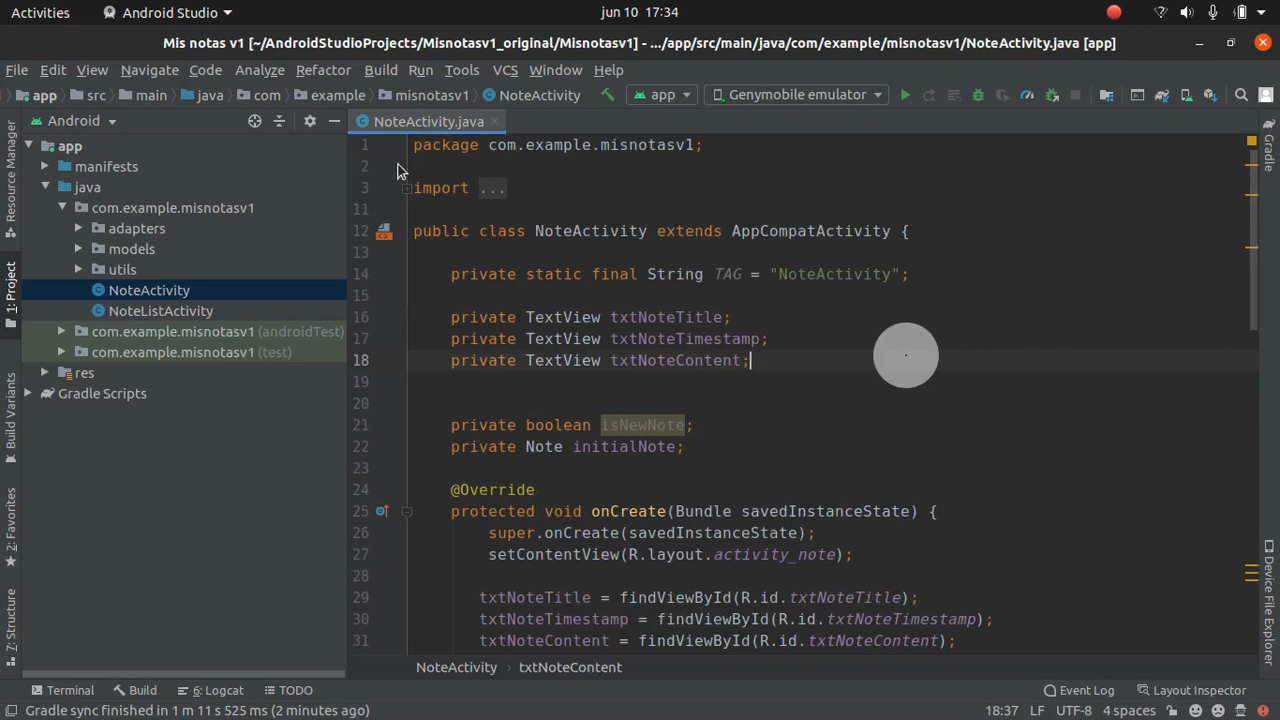 Activities Android Studio jun 10 17:34
Mis notas v1 [~/AndroidStudioProjects/Misnotasv1_original/Misnotasv1] - .../app/src/main/java/com/example/misnotasv1/NoteActivity.java [app]
File Edit View Navigate Code Analyze Refactor Build Run Tools VCS Window Help
app src main java com example misnotasv1 NoteActivity app Genymobile emulator
Android
NoteActivity.java
app
manifests
java
com.example.misnotasv1
adapters
models
utils
NoteActivity
NoteListActivity
com.example.misnotasv1 (androidTest)
com.example.misnotasv1 (test)
res
Gradle Scripts
Resource Manager
1: Project
Build Variants
2: Favorites
7: Structure
1 package com.example.misnotasv1;
2
3 import ...
11
12 public class NoteActivity extends AppCompatActivity {
13
14 private static final String TAG = "NoteActivity";
15
16 private TextView txtNoteTitle;
17 private TextView txtNoteTimestamp;
18 private TextView txtNoteContent;
19
20
21 private boolean isNewNote;
22 private Note initialNote;
23
24 @Override
25 protected void onCreate(Bundle savedInstanceState) {
26 super.onCreate(savedInstanceState);
27 setContentView(R.layout.activity_note);
28
29 txtNoteTitle = findViewById(R.id.txtNoteTitle);
30 txtNoteTimestamp = findViewById(R.id.txtNoteTimestamp);
31 txtNoteContent = findViewById(R.id.txtNoteContent);
Gradle
Device File Explorer
NoteActivity › txtNoteContent
Terminal Build 6: Logcat TODO Event Log Layout Inspector
Gradle sync finished in 1 m 11 s 525 ms (2 minutes ago) 18:37 LF UTF-8 4 spaces